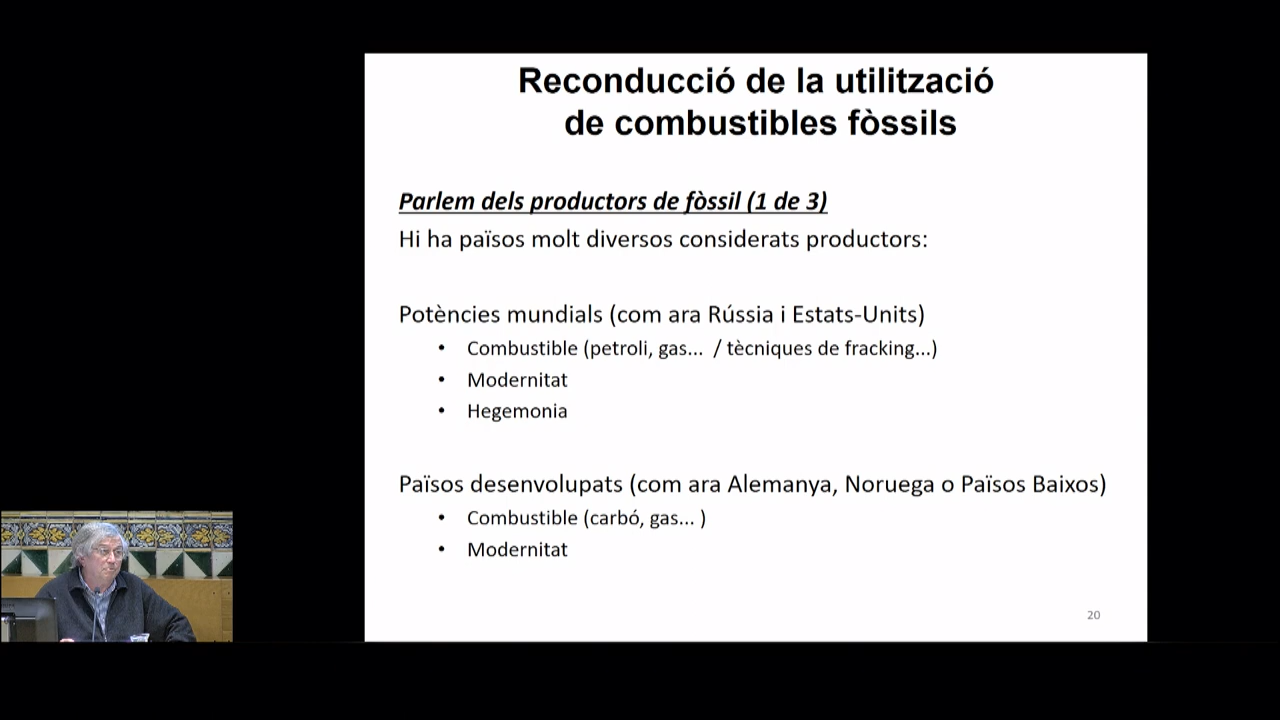 Reconducció de la utilització
de combustibles fòssils
Parlem dels productors de fòssil (1 de 3)
Hi ha països molt diversos considerats productors:
Potències mundials (com ara Rússia i Estats-Units)
• Combustible (petroli, gas... / tècniques de fracking...)
• Modernitat
• Hegemonia
Països desenvolupats (com ara Alemanya, Noruega o Països Baixos)
• Combustible (carbó, gas... )
• Modernitat
20